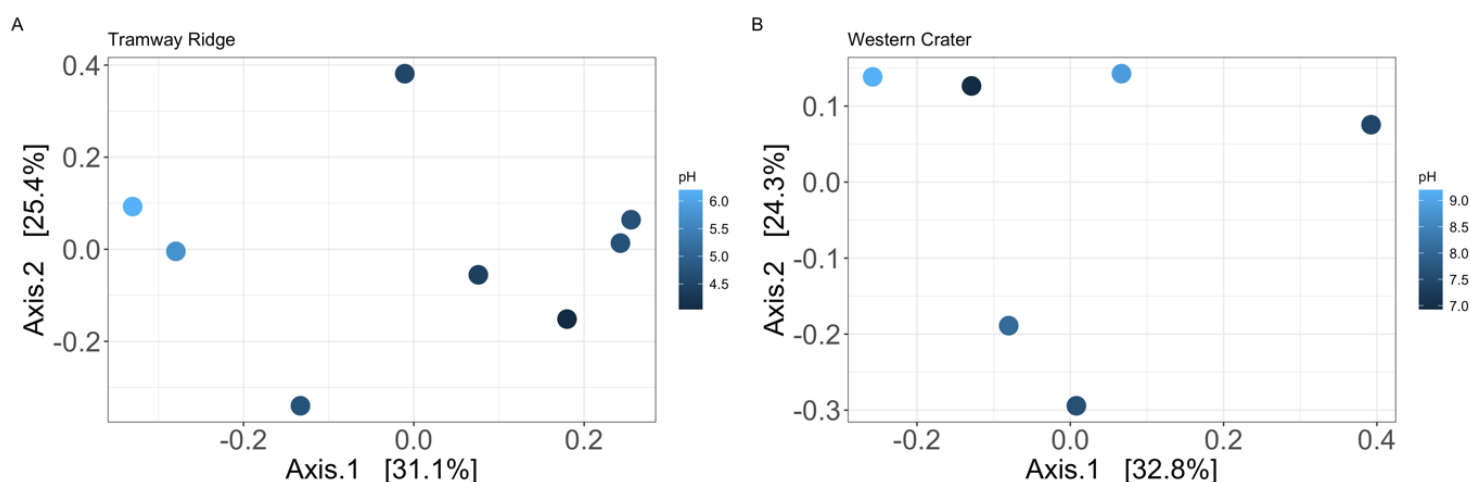 A
Tramway Ridge
0.4
0.2
0.0
-0.2
Axis.2 [25.4%]
-0.2
0.0
0.2
Axis.1 [31.1%]
pH
6.0
5.5
5.0
4.5
B
Western Crater
0.1
0.0
-0.1
-0.2
-0.3
Axis.2 [24.3%]
-0.2
0.0
0.2
0.4
Axis.1 [32.8%]
pH
9.0
8.5
8.0
7.5
7.0